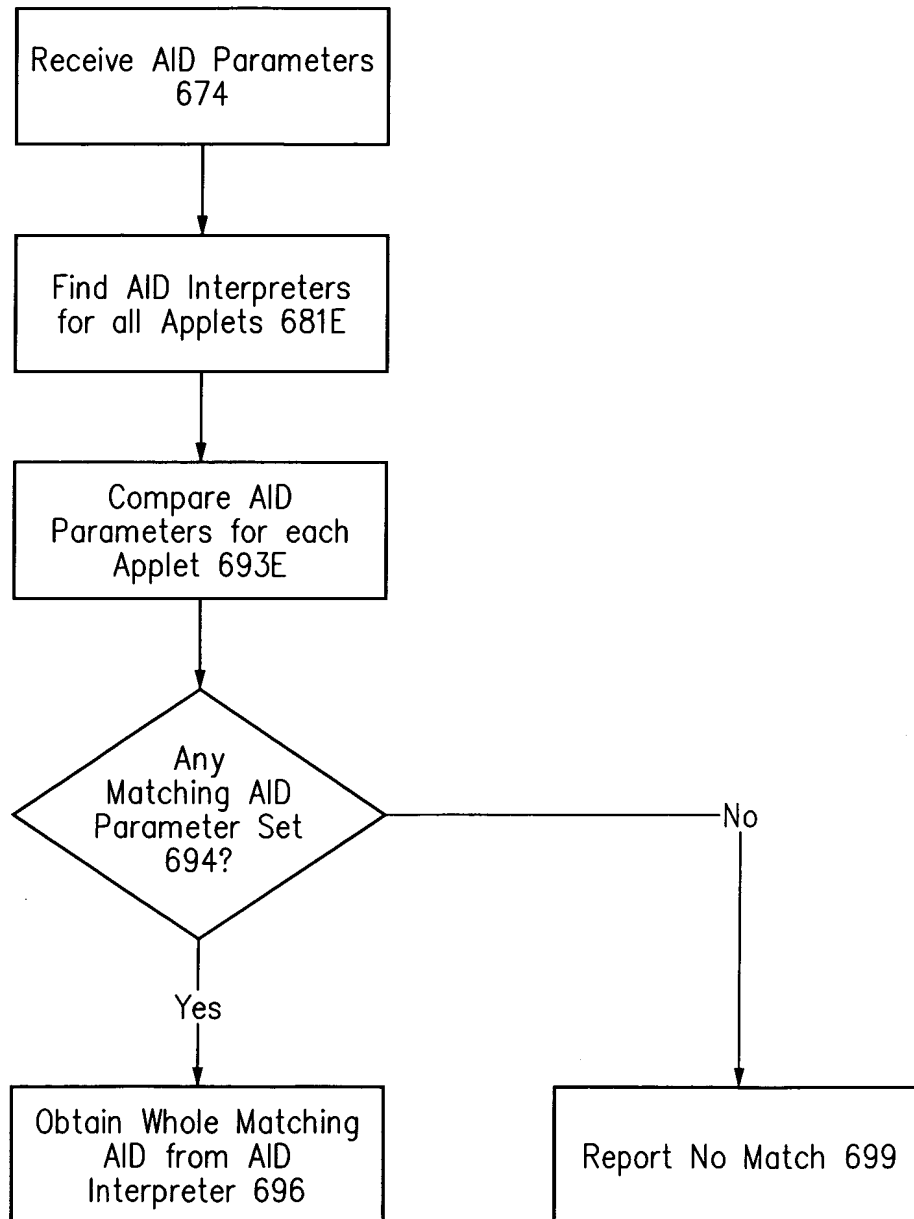 Receive AID Parameters
674
Find AID Interpreters
for all Applets 681E
Compare AID
Parameters for each
Applet 693E
Any
Matching AID
Parameter Set
694?
No
Yes
Obtain Whole Matching
AID from AID
Interpreter 696
Report No Match 699